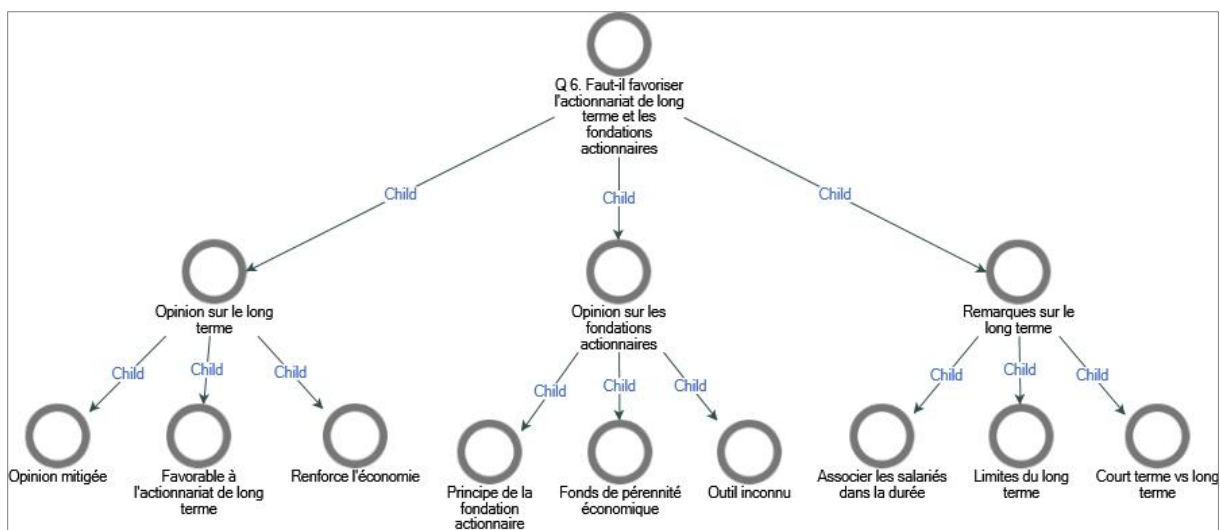 Q 6. Faut-il favoriser
l'actionnariat de long
terme et les
fondations
actionnaires
Child
Child
Child
Opinion sur le long
terme
Opinion sur les
fondations
actionnaires
Remarques sur le
long terme
Child
Child
Child
Child
Child
Child
Child
Child
Child
Opinion mitigée
Favorable à
l'actionnariat de long
terme
Renforce l'économie
Principe de la
fondation
actionnaire
Fonds de pérennité
économique
Outil inconnu
Associer les salariés
dans la durée
Limites du long
terme
Court terme vs long
terme